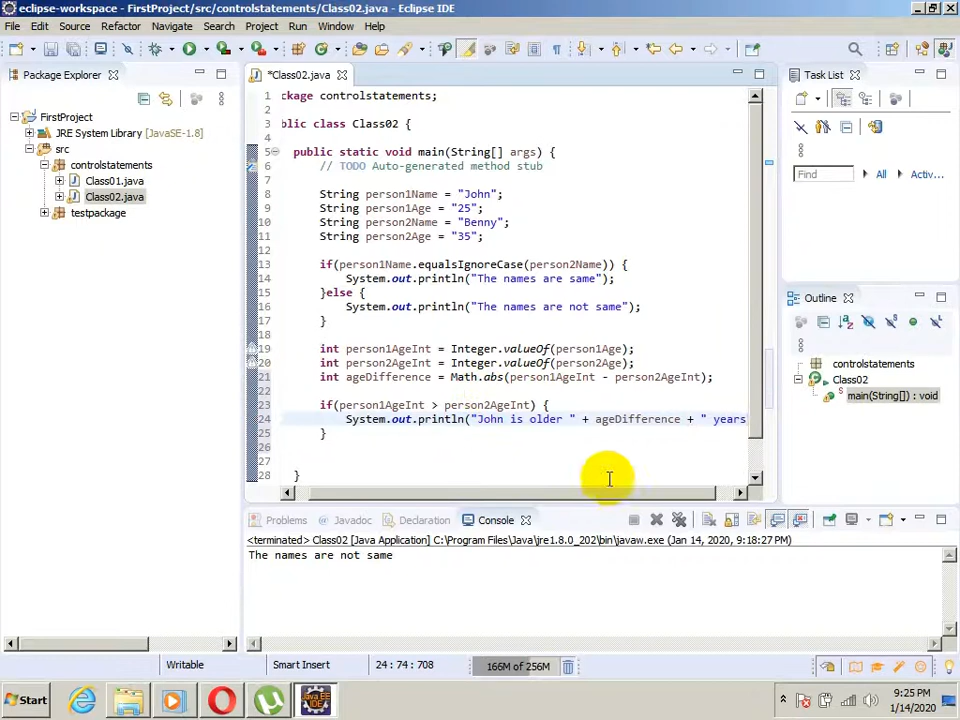 eclipse-workspace - FirstProject/src/controlstatements/Class02.java - Eclipse IDE
File Edit Source Refactor Navigate Search Project Run Window Help
Package Explorer
FirstProject
JRE System Library [JavaSE-1.8]
src
controlstatements
Class01.java
Class02.java
testpackage
*Class02.java
1 ckage controlstatements;
2
3 blic class Class02 {
4
5 public static void main(String[] args) {
6 // TODO Auto-generated method stub
7
8 String person1Name = "John";
9 String person1Age = "25";
10 String person2Name = "Benny";
11 String person2Age = "35";
12
13 if(person1Name.equalsIgnoreCase(person2Name)) {
14 System.out.println("The names are same");
15 }else {
16 System.out.println("The names are not same");
17 }
18
19 int person1AgeInt = Integer.valueOf(person1Age);
20 int person2AgeInt = Integer.valueOf(person2Age);
21 int ageDifference = Math.abs(person1AgeInt - person2AgeInt);
22
23 if(person1AgeInt > person2AgeInt) {
24 System.out.println("John is older " + ageDifference + " years
25 }
26
27
28 }
Task List
Find All Activ...
Outline
controlstatements
Class02
main(String[]) : void
Problems Javadoc Declaration Console
<terminated> Class02 [Java Application] C:\Program Files\Java\jre1.8.0_202\bin\javaw.exe (Jan 14, 2020, 9:18:27 PM)
The names are not same
Writable Smart Insert 24 : 74 : 708 166M of 256M
Start
Java EE
IDE
9:25 PM
1/14/2020